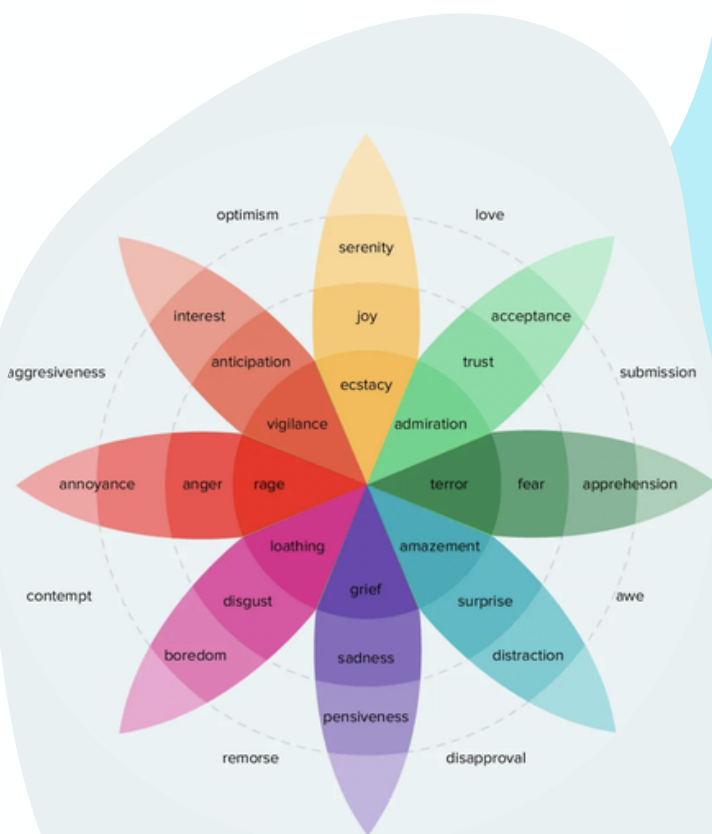 optimism
love
serenity
interest
joy
acceptance
anticipation
trust
aggresiveness
submission
ecstacy
vigilance
admiration
annoyance
anger
rage
terror
fear
apprehension
loathing
amazement
grief
contempt
awe
disgust
surprise
boredom
sadness
distraction
pensiveness
remorse
disapproval